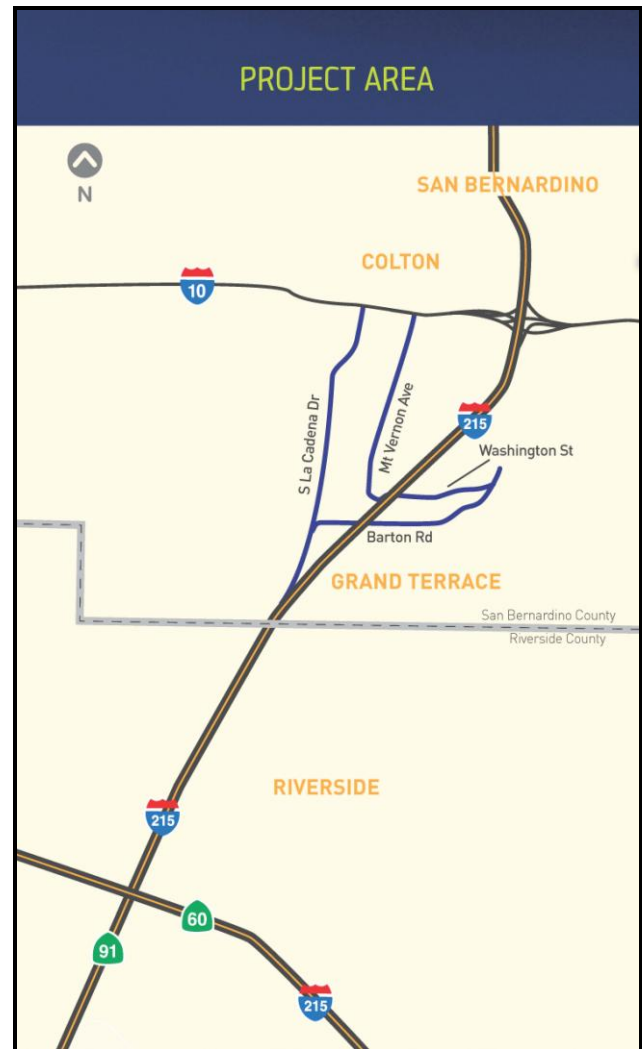 PROJECT AREA
N
SAN BERNARDINO
COLTON
10
S La Cadena Dr
Mt Vernon Ave
215
Washington St
Barton Rd
GRAND TERRACE
San Bernardino County
Riverside County
RIVERSIDE
215
60
91
215